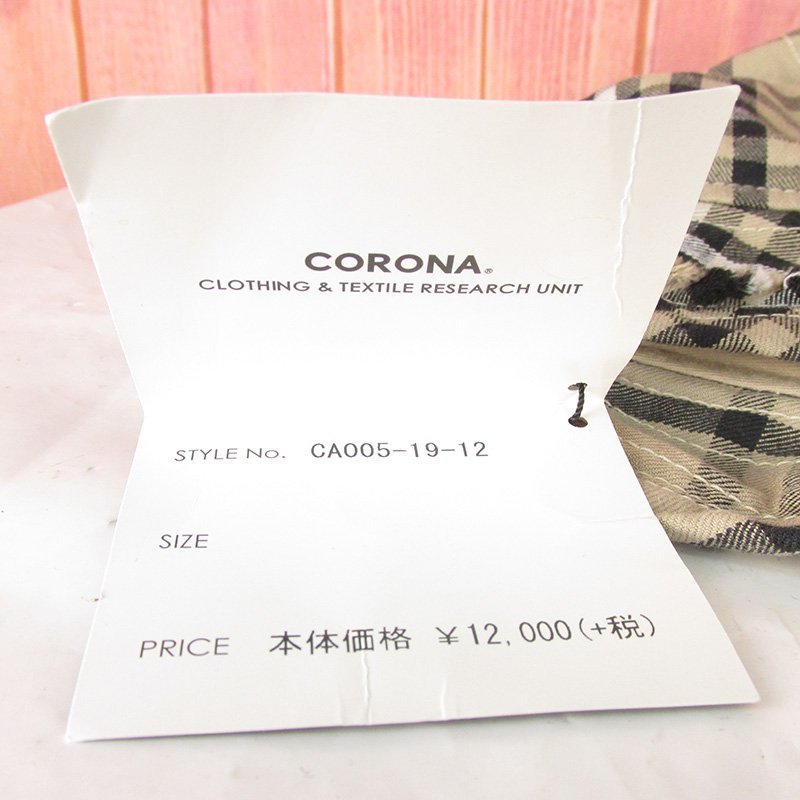 CORONA®
CLOTHING & TEXTILE RESEARCH UNIT
STYLE No. CA005-19-12
SIZE
PRICE 本体価格 ¥12,000(+税)